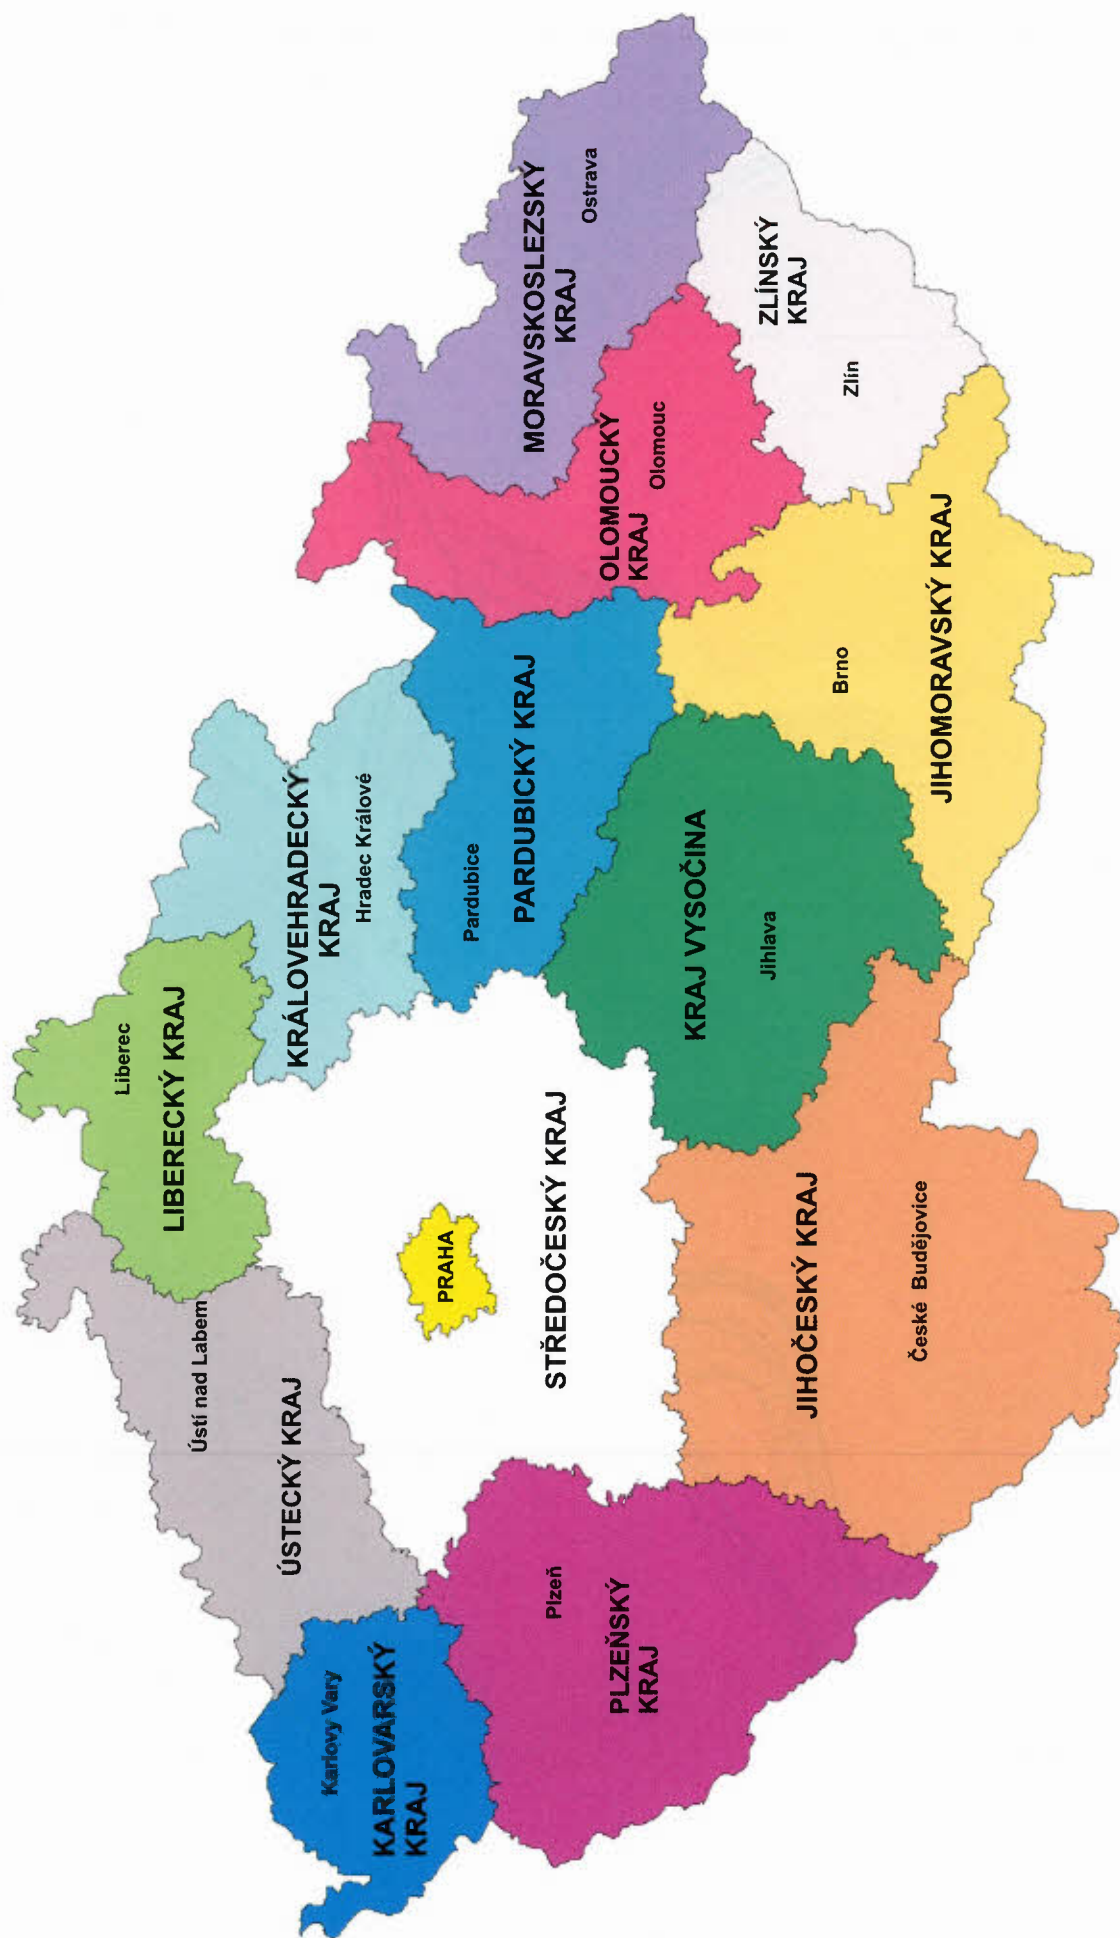 LIBERECKÝ KRAJ
Liberec
ÚSTECKÝ KRAJ
Ústí nad Labem
KRÁLOVEHRADECKÝ
KRAJ
Hradec Králové
KARLOVARSKÝ
KRAJ
Karlovy Vary
PRAHA
STŘEDOČESKÝ KRAJ
Pardubice
PARDUBICKÝ KRAJ
MORAVSKOSLEZSKÝ
KRAJ
Ostrava
OLOMOUCKÝ
KRAJ
Olomouc
Plzeň
PLZEŇSKÝ
KRAJ
KRAJ VYSOČINA
Jihlava
ZLÍNSKÝ
KRAJ
Zlín
JIHOČESKÝ KRAJ
České Budějovice
Brno
JIHOMORAVSKÝ KRAJ